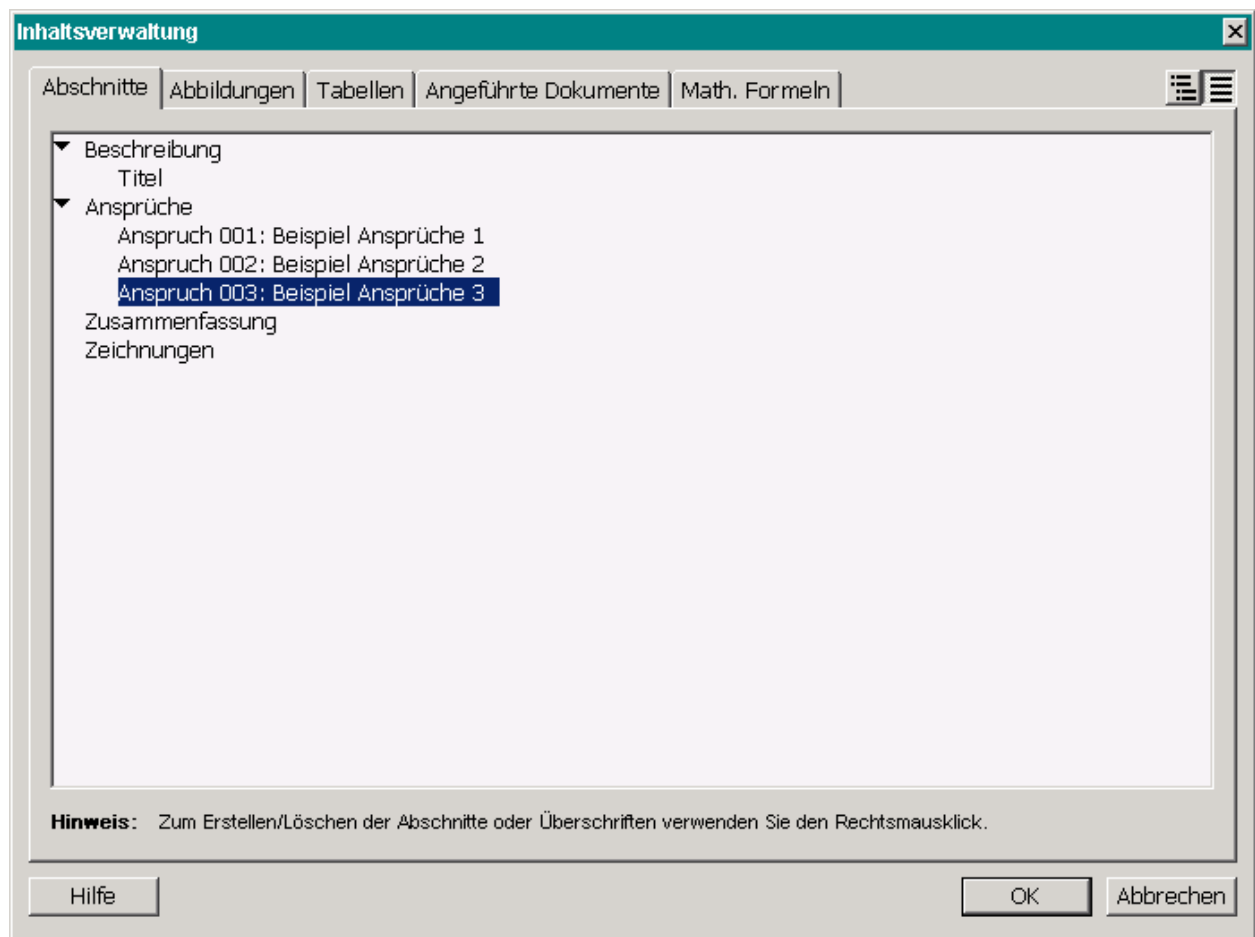 Inhaltsverwaltung
Abschnitte Abbildungen Tabellen Angeführte Dokumente Math. Formeln
Beschreibung
Titel
Ansprüche
Anspruch 001: Beispiel Ansprüche 1
Anspruch 002: Beispiel Ansprüche 2
Anspruch 003: Beispiel Ansprüche 3
Zusammenfassung
Zeichnungen
Hinweis: Zum Erstellen/Löschen der Abschnitte oder Überschriften verwenden Sie den Rechtsmausklick.
Hilfe OK Abbrechen